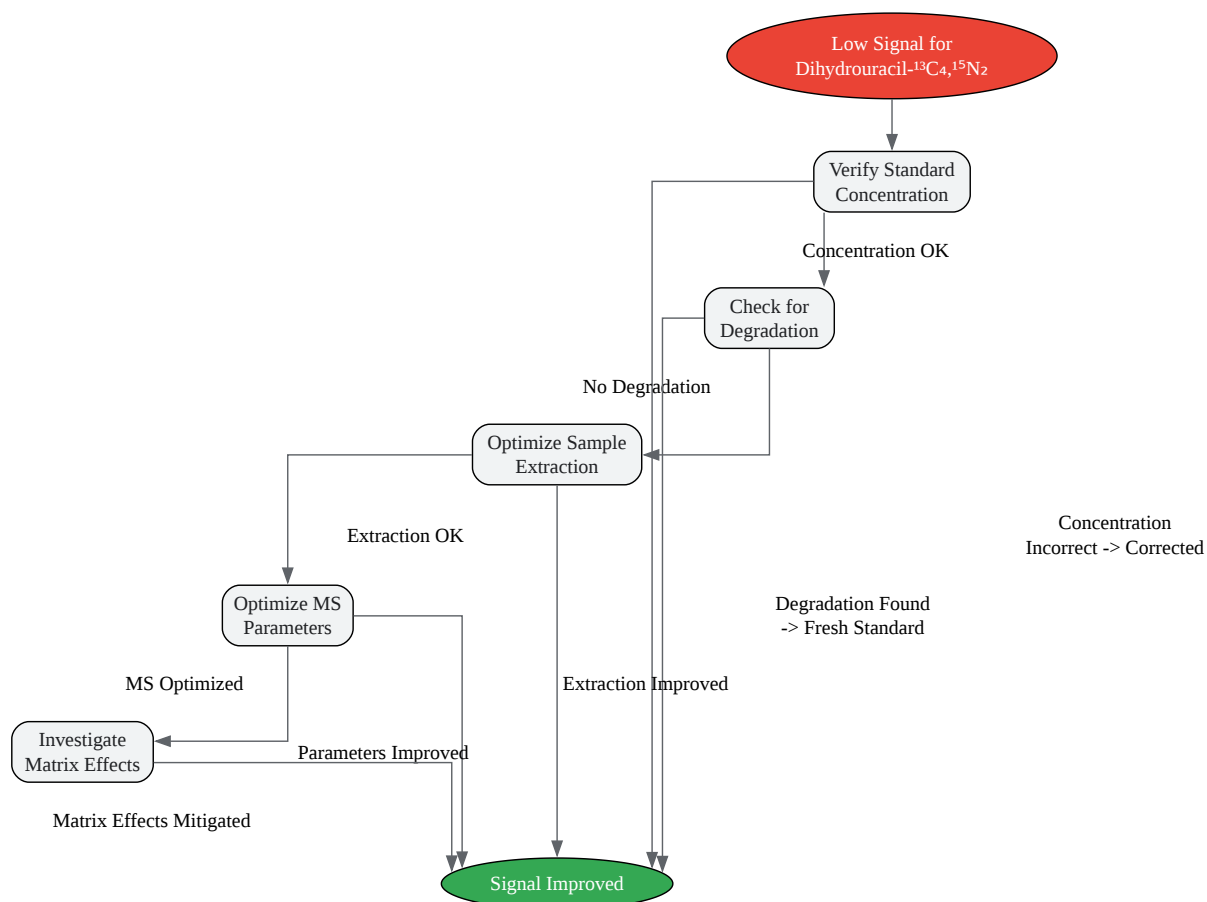 Low Signal for
Dihydrouracil-¹³C₄,¹⁵N₂
Verify Standard
Concentration
Concentration OK
Check for
Degradation
No Degradation
Optimize Sample
Extraction
Concentration
Incorrect -> Corrected
Extraction OK
Optimize MS
Parameters
Degradation Found
-> Fresh Standard
MS Optimized
Extraction Improved
Investigate
Matrix Effects
Parameters Improved
Matrix Effects Mitigated
Signal Improved